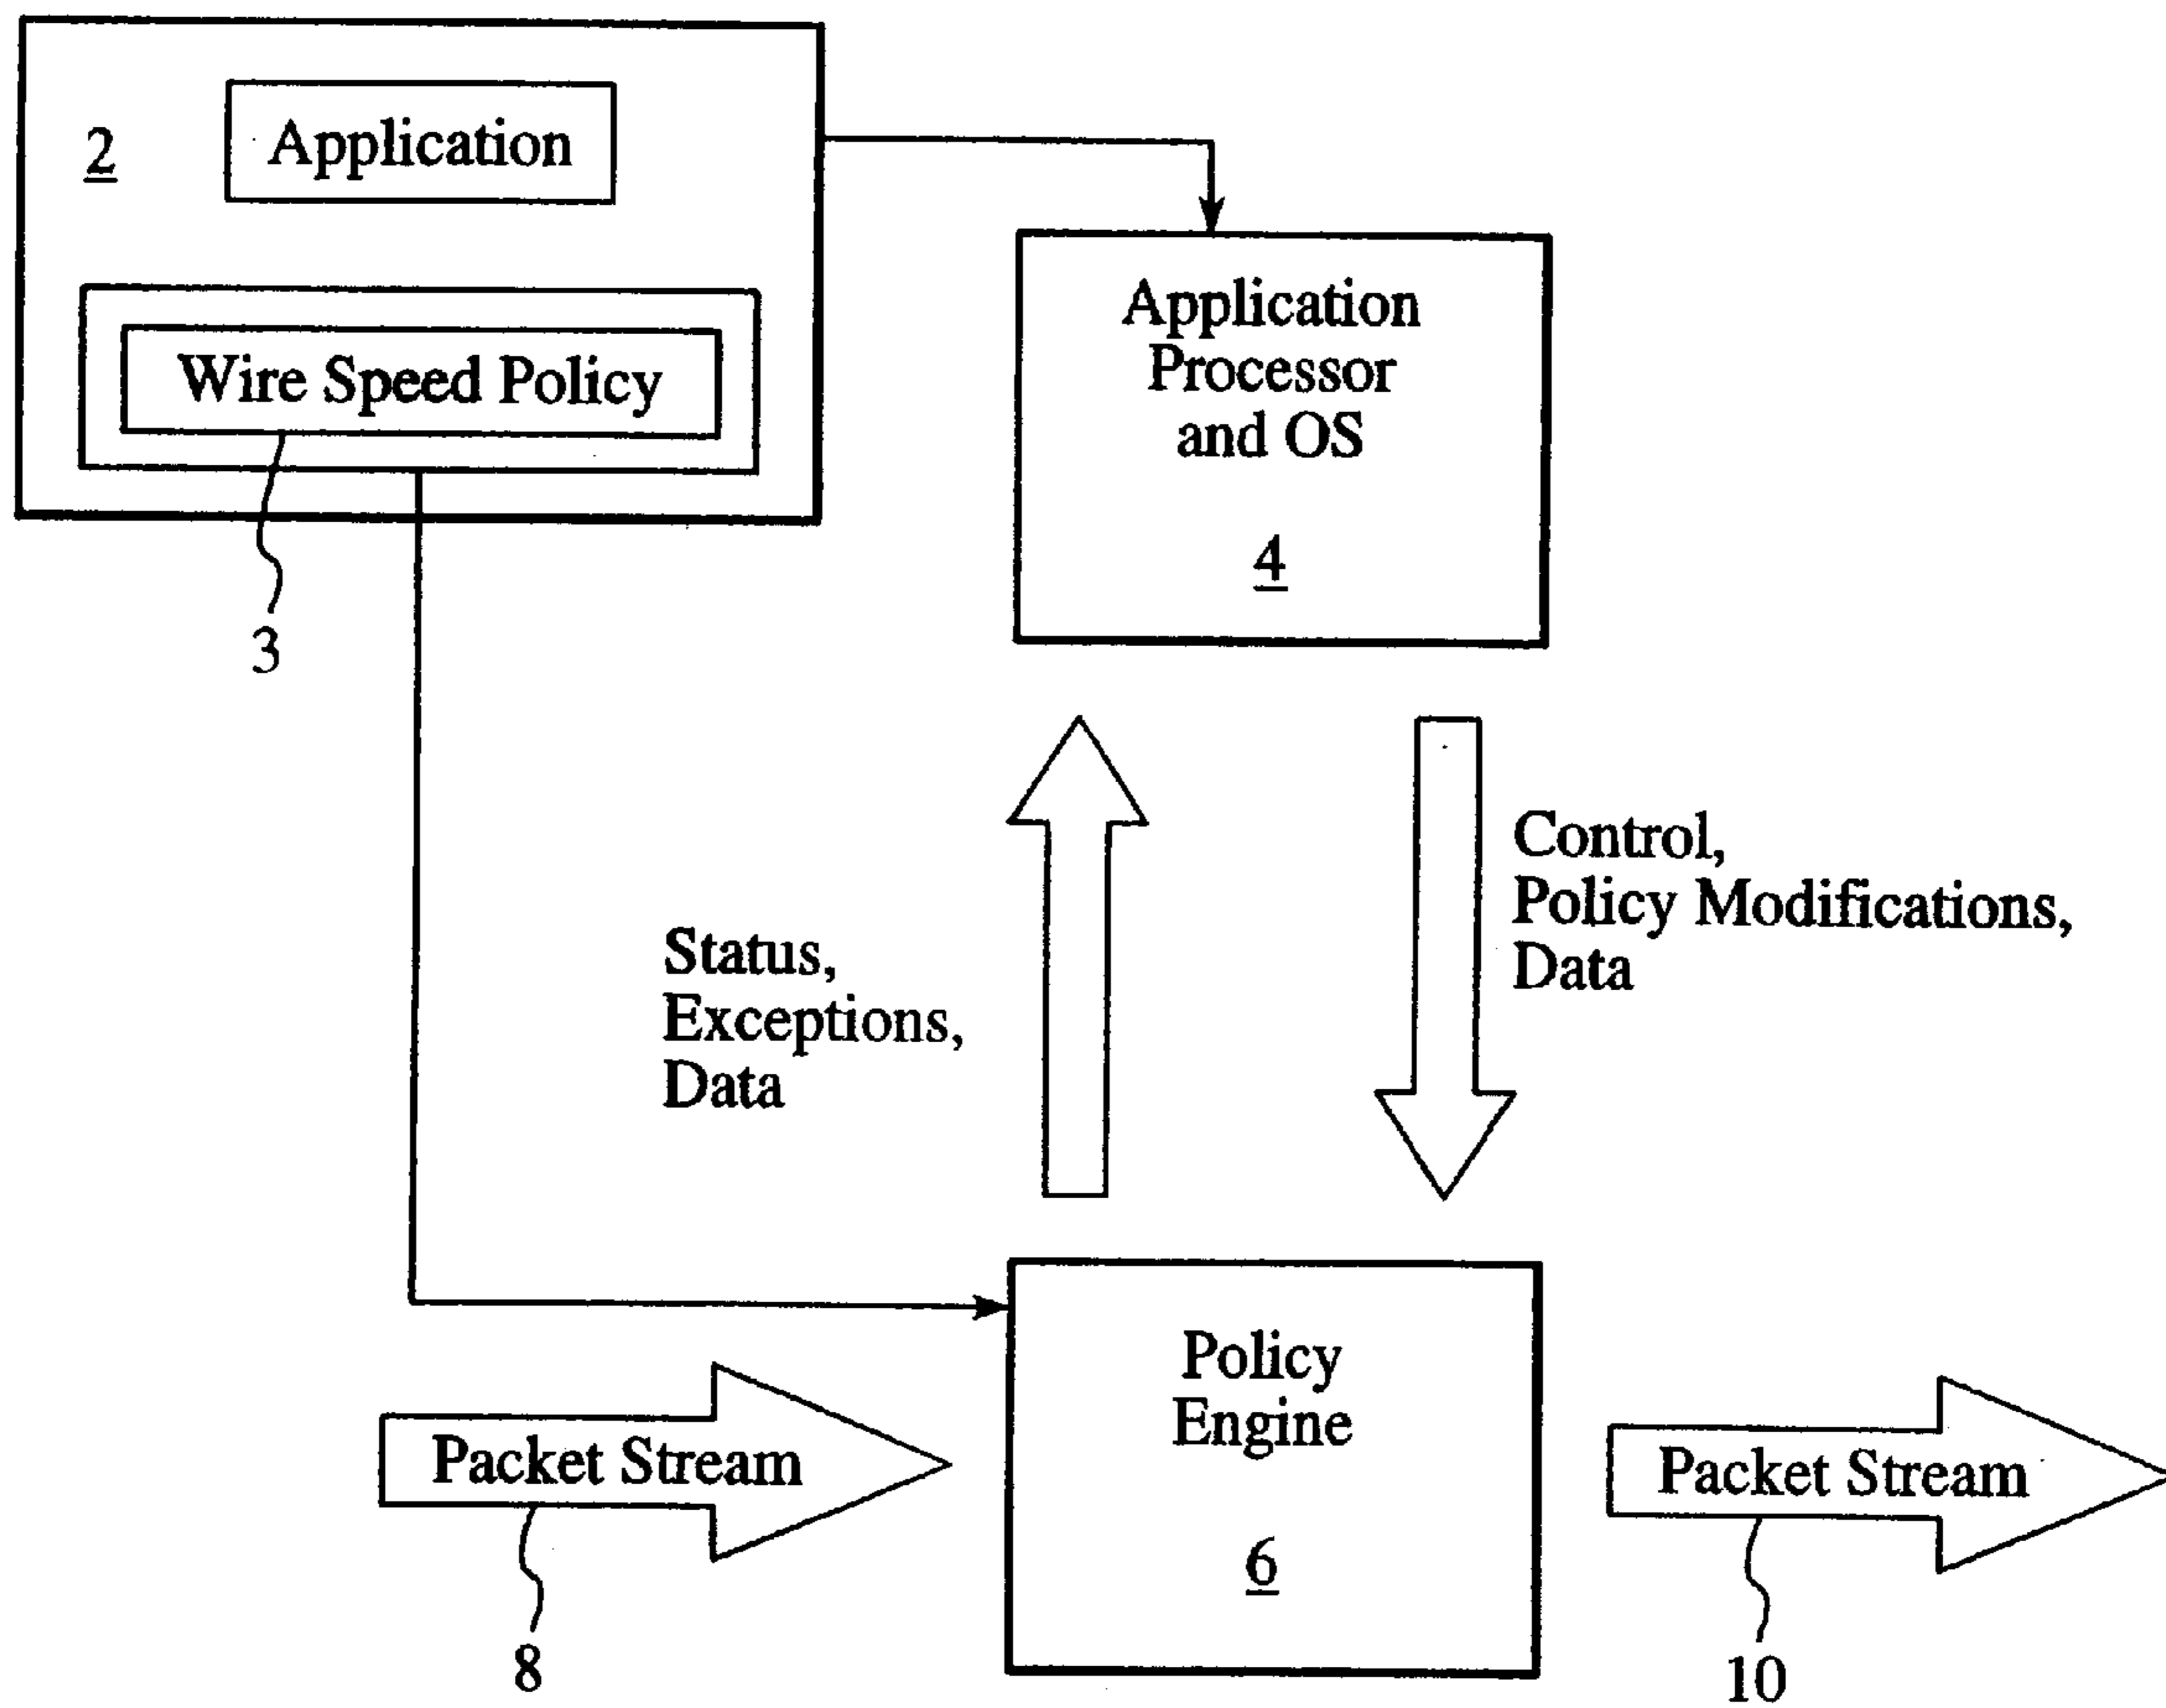 2
Application
Wire Speed Policy
3
Application
Processor
and OS
4
Status,
Exceptions,
Data
Control,
Policy Modifications,
Data
Packet Stream
8
Policy
Engine
6
Packet Stream
10